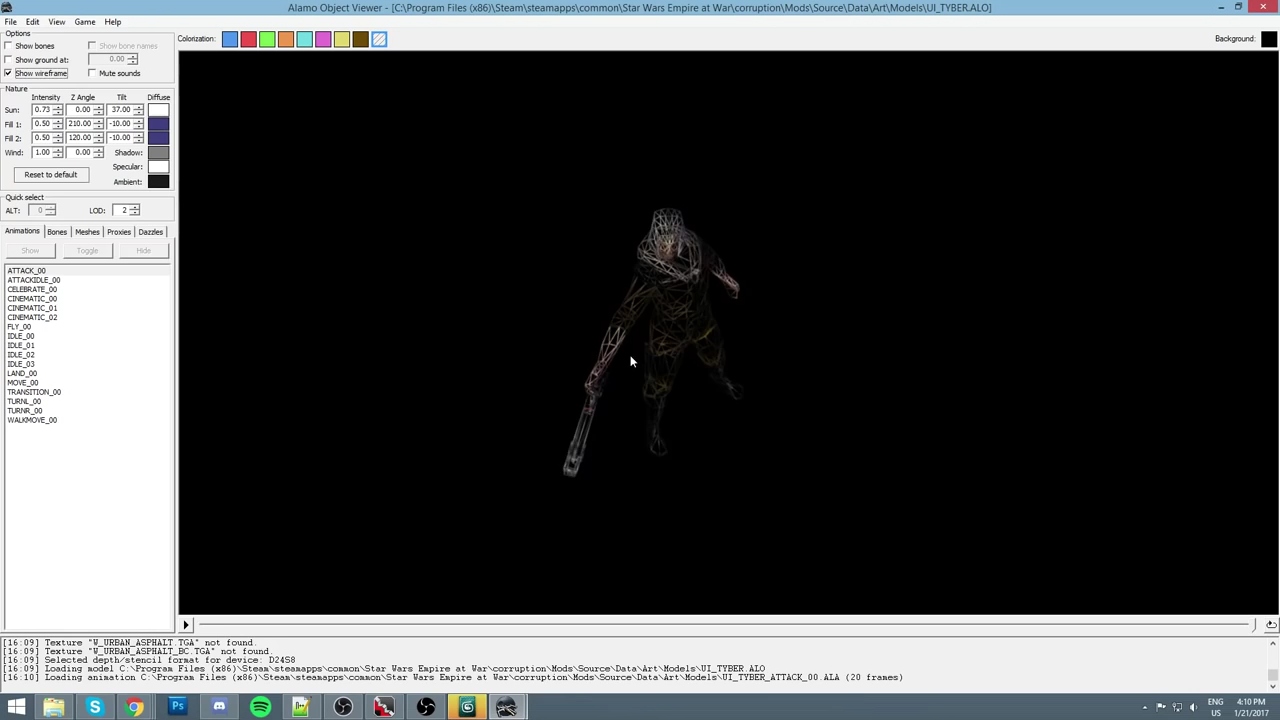 Alamo Object Viewer - [C:\Program Files (x86)\Steam\steamapps\common\Star Wars Empire at War\corruption\Mods\Source\Data\Art\Models\UI_TYBER.ALO]
File Edit View Game Help
Options
Show bones Show bone names
Show ground at: 0.00
Show wireframe Mute sounds
Colorization:
Background:
Nature
Intensity Z Angle Tilt Diffuse
Sun: 0.73 0.00 37.00
Fill 1: 0.50 210.00 -10.00
Fill 2: 0.50 120.00 -10.00
Wind: 1.00 0.00 Shadow:
Specular:
Reset to default
Ambient:
Quick select
ALT: 0 LOD: 2
Animations Bones Meshes Proxies Dazzles
Show Toggle Hide
ATTACK_00
ATTACKIDLE_00
CELEBRATE_00
CINEMATIC_00
CINEMATIC_01
CINEMATIC_02
FLY_00
IDLE_00
IDLE_01
IDLE_02
IDLE_03
LAND_00
MOVE_00
TRANSITION_00
TURNL_00
TURNR_00
WALKMOVE_00
[16:09] Texture "W_URBAN_ASPHALT.TGA" not found.
[16:09] Texture "W_URBAN_ASPHALT_BC.TGA" not found.
[16:09] Selected depth/stencil format for device: D24S8
[16:09] Loading model C:\Program Files (x86)\Steam\steamapps\common\Star Wars Empire at War\corruption\Mods\Source\Data\Art\Models\UI_TYBER.ALO
[16:10] Loading animation C:\Program Files (x86)\Steam\steamapps\common\Star Wars Empire at War\corruption\Mods\Source\Data\Art\Models\UI_TYBER_ATTACK_00.ALA (20 frames)
Ps
ENG 4:10 PM
US 1/21/2017